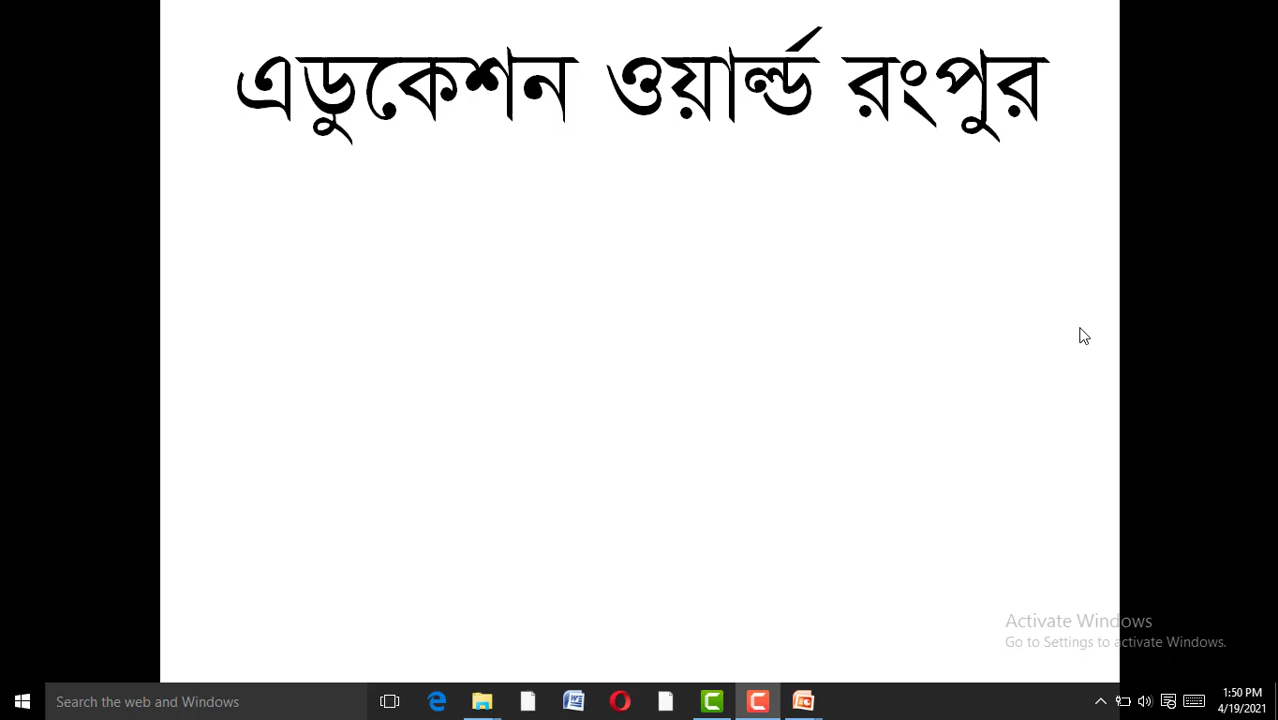 এডুকেশন ওয়ার্ল্ড রংপুর
Activate Windows
Go to Settings to activate Windows.
Search the web and Windows
1:50 PM
4/19/2021